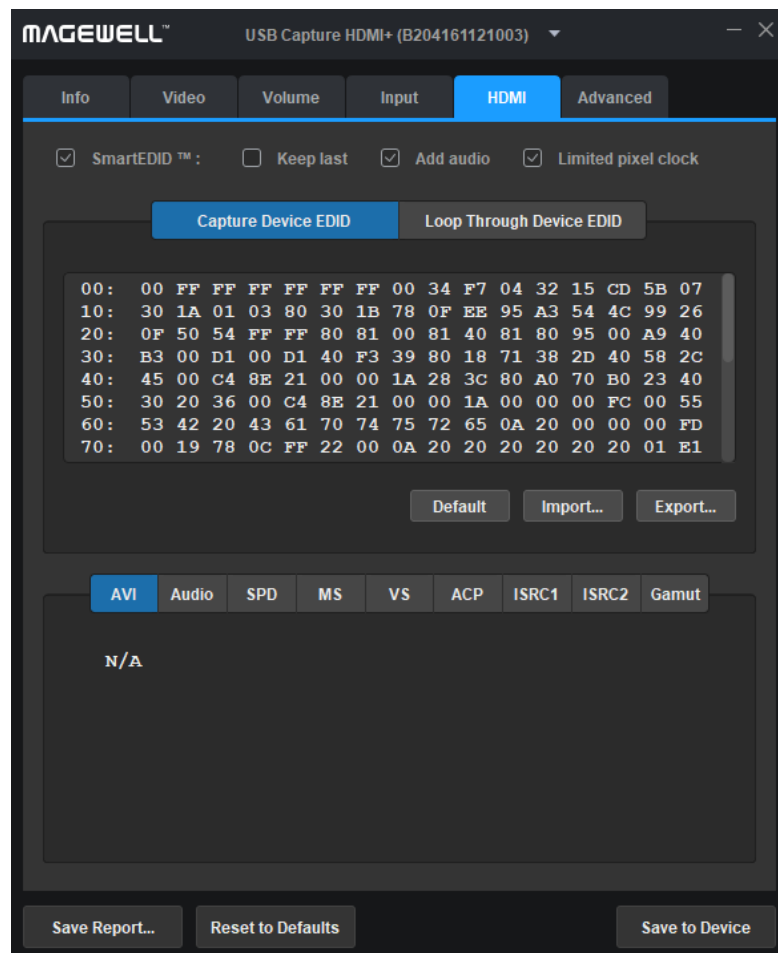 MAGEWELL™ USB Capture HDMI+ (B204161121003)
Info Video Volume Input HDMI Advanced
SmartEDID ™ : Keep last Add audio Limited pixel clock
Capture Device EDID Loop Through Device EDID
00: 00 FF FF FF FF FF FF 00 34 F7 04 32 15 CD 5B 07
10: 30 1A 01 03 80 30 1B 78 0F EE 95 A3 54 4C 99 26
20: 0F 50 54 FF FF 80 81 00 81 40 81 80 95 00 A9 40
30: B3 00 D1 00 D1 40 F3 39 80 18 71 38 2D 40 58 2C
40: 45 00 C4 8E 21 00 00 1A 28 3C 80 A0 70 B0 23 40
50: 30 20 36 00 C4 8E 21 00 00 1A 00 00 00 FC 00 55
60: 53 42 20 43 61 70 74 75 72 65 0A 20 00 00 00 FD
70: 00 19 78 0C FF 22 00 0A 20 20 20 20 20 20 01 E1
Default Import... Export...
AVI Audio SPD MS VS ACP ISRC1 ISRC2 Gamut
N/A
Save Report... Reset to Defaults Save to Device